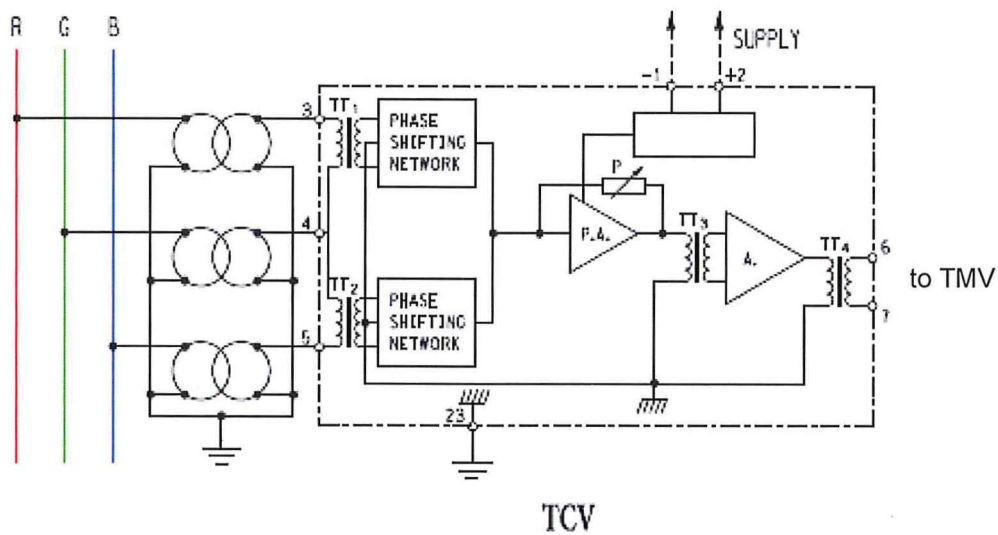 R G B
SUPPLY
-1 +2
3 TT1 PHASE
SHIFTING
NETWORK
P
4 P.A. TT3 A. TT4 6
to TMV
7
TT2 PHASE
SHIFTING
NETWORK
5
23
TCV